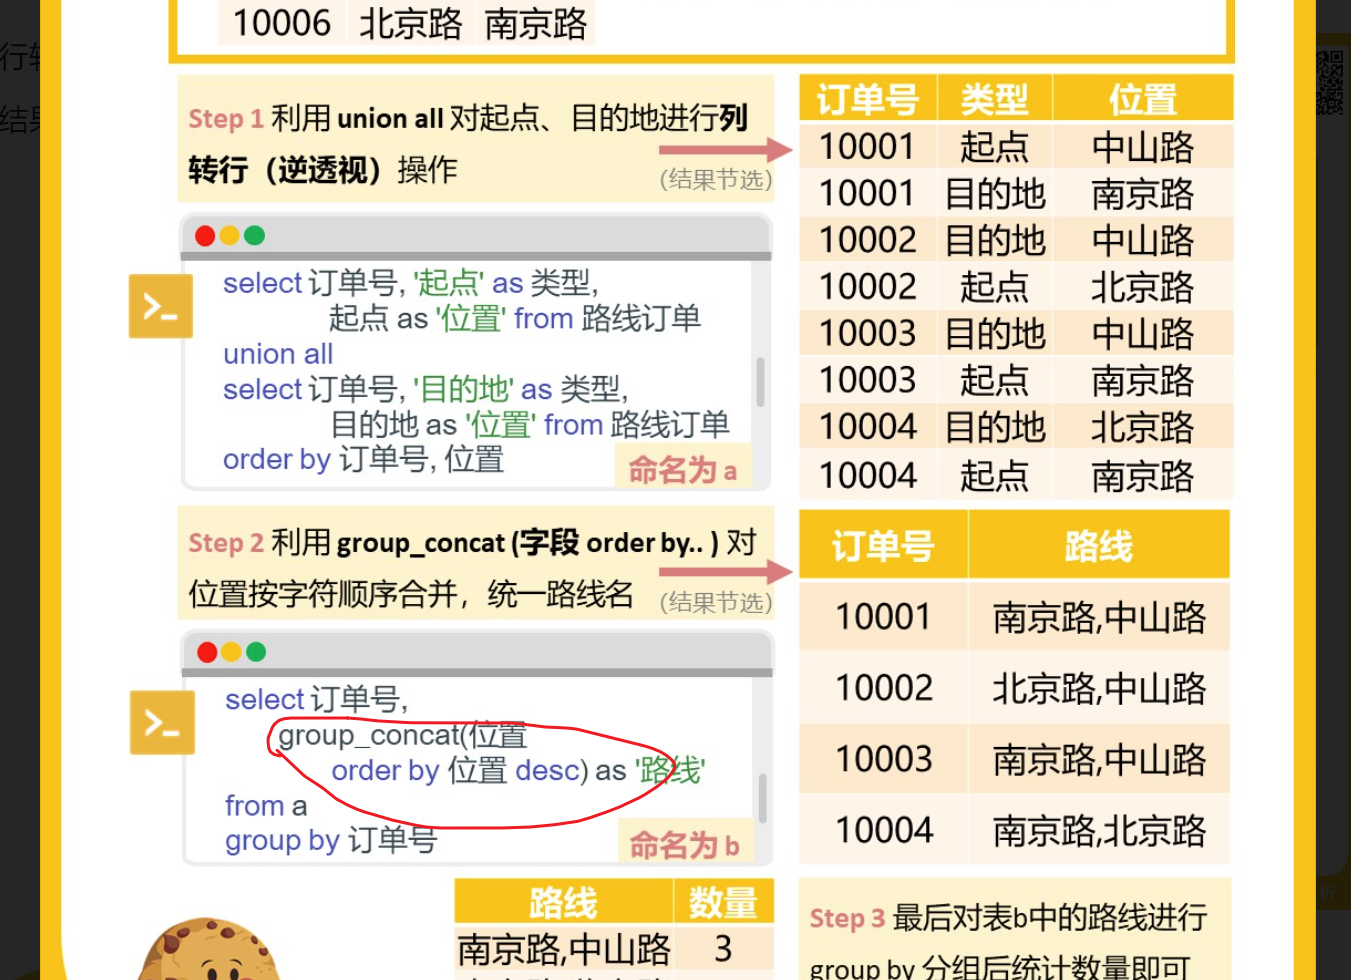 10006 北京路 南京路
行转
结果
Step 1 利用 union all 对起点、目的地进行列
转行（逆透视）操作
(结果节选)
select 订单号, '起点' as 类型,
起点 as '位置' from 路线订单
union all
select 订单号, '目的地' as 类型,
目的地 as '位置' from 路线订单
order by 订单号, 位置
命名为 a
订单号 类型 位置
10001 起点 中山路
10001 目的地 南京路
10002 目的地 中山路
10002 起点 北京路
10003 目的地 中山路
10003 起点 南京路
10004 目的地 北京路
10004 起点 南京路
Step 2 利用 group_concat (字段 order by.. ) 对
位置按字符顺序合并，统一路线名
(结果节选)
select 订单号,
group_concat(位置
order by 位置 desc) as '路线'
from a
group by 订单号
命名为 b
订单号 路线
10001 南京路,中山路
10002 北京路,中山路
10003 南京路,中山路
10004 南京路,北京路
路线 数量
南京路,中山路 3
Step 3 最后对表b中的路线进行
group by 分组后统计数量即可
析